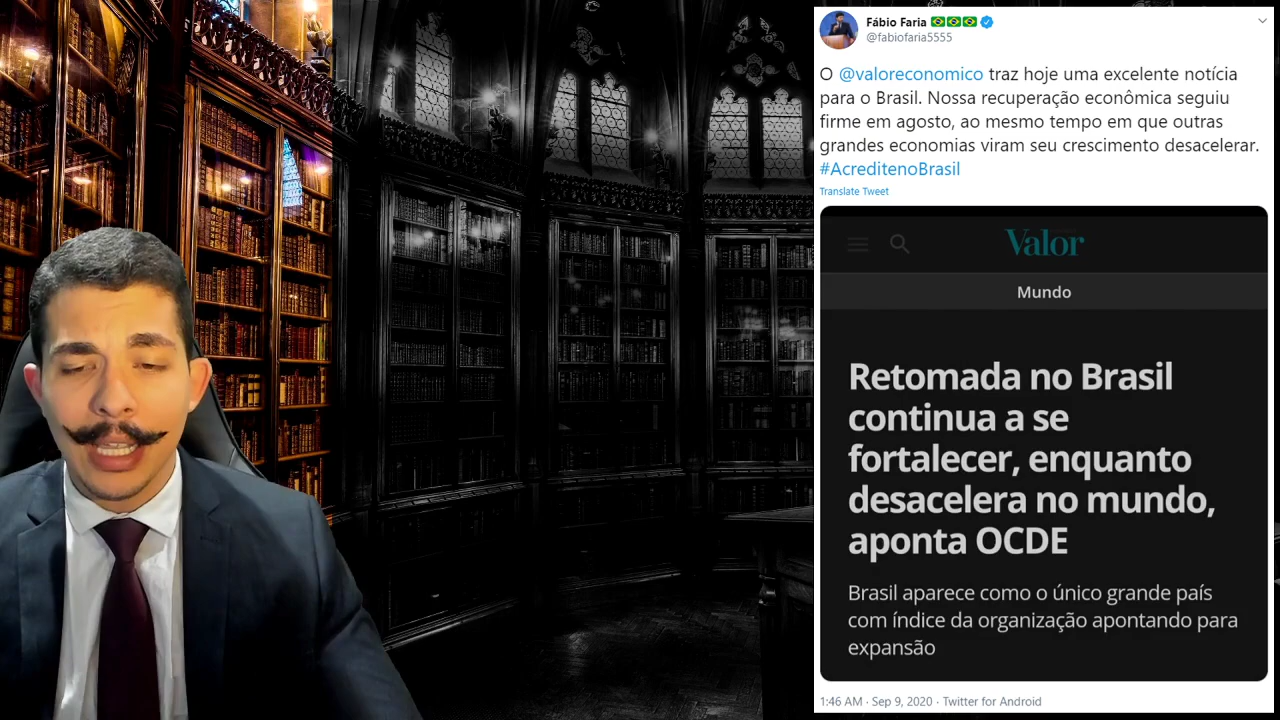 Fábio Faria 🇧🇷🇧🇷🇧🇷
@fabiofaria5555
O @valoreconomico traz hoje uma excelente notícia
para o Brasil. Nossa recuperação econômica seguiu
firme em agosto, ao mesmo tempo em que outras
grandes economias viram seu crescimento desacelerar.
#AcreditenoBrasil
Translate Tweet
Valor
Mundo
Retomada no Brasil
continua a se
fortalecer, enquanto
desacelera no mundo,
aponta OCDE
Brasil aparece como o único grande país
com índice da organização apontando para
expansão
1:46 AM · Sep 9, 2020 · Twitter for Android